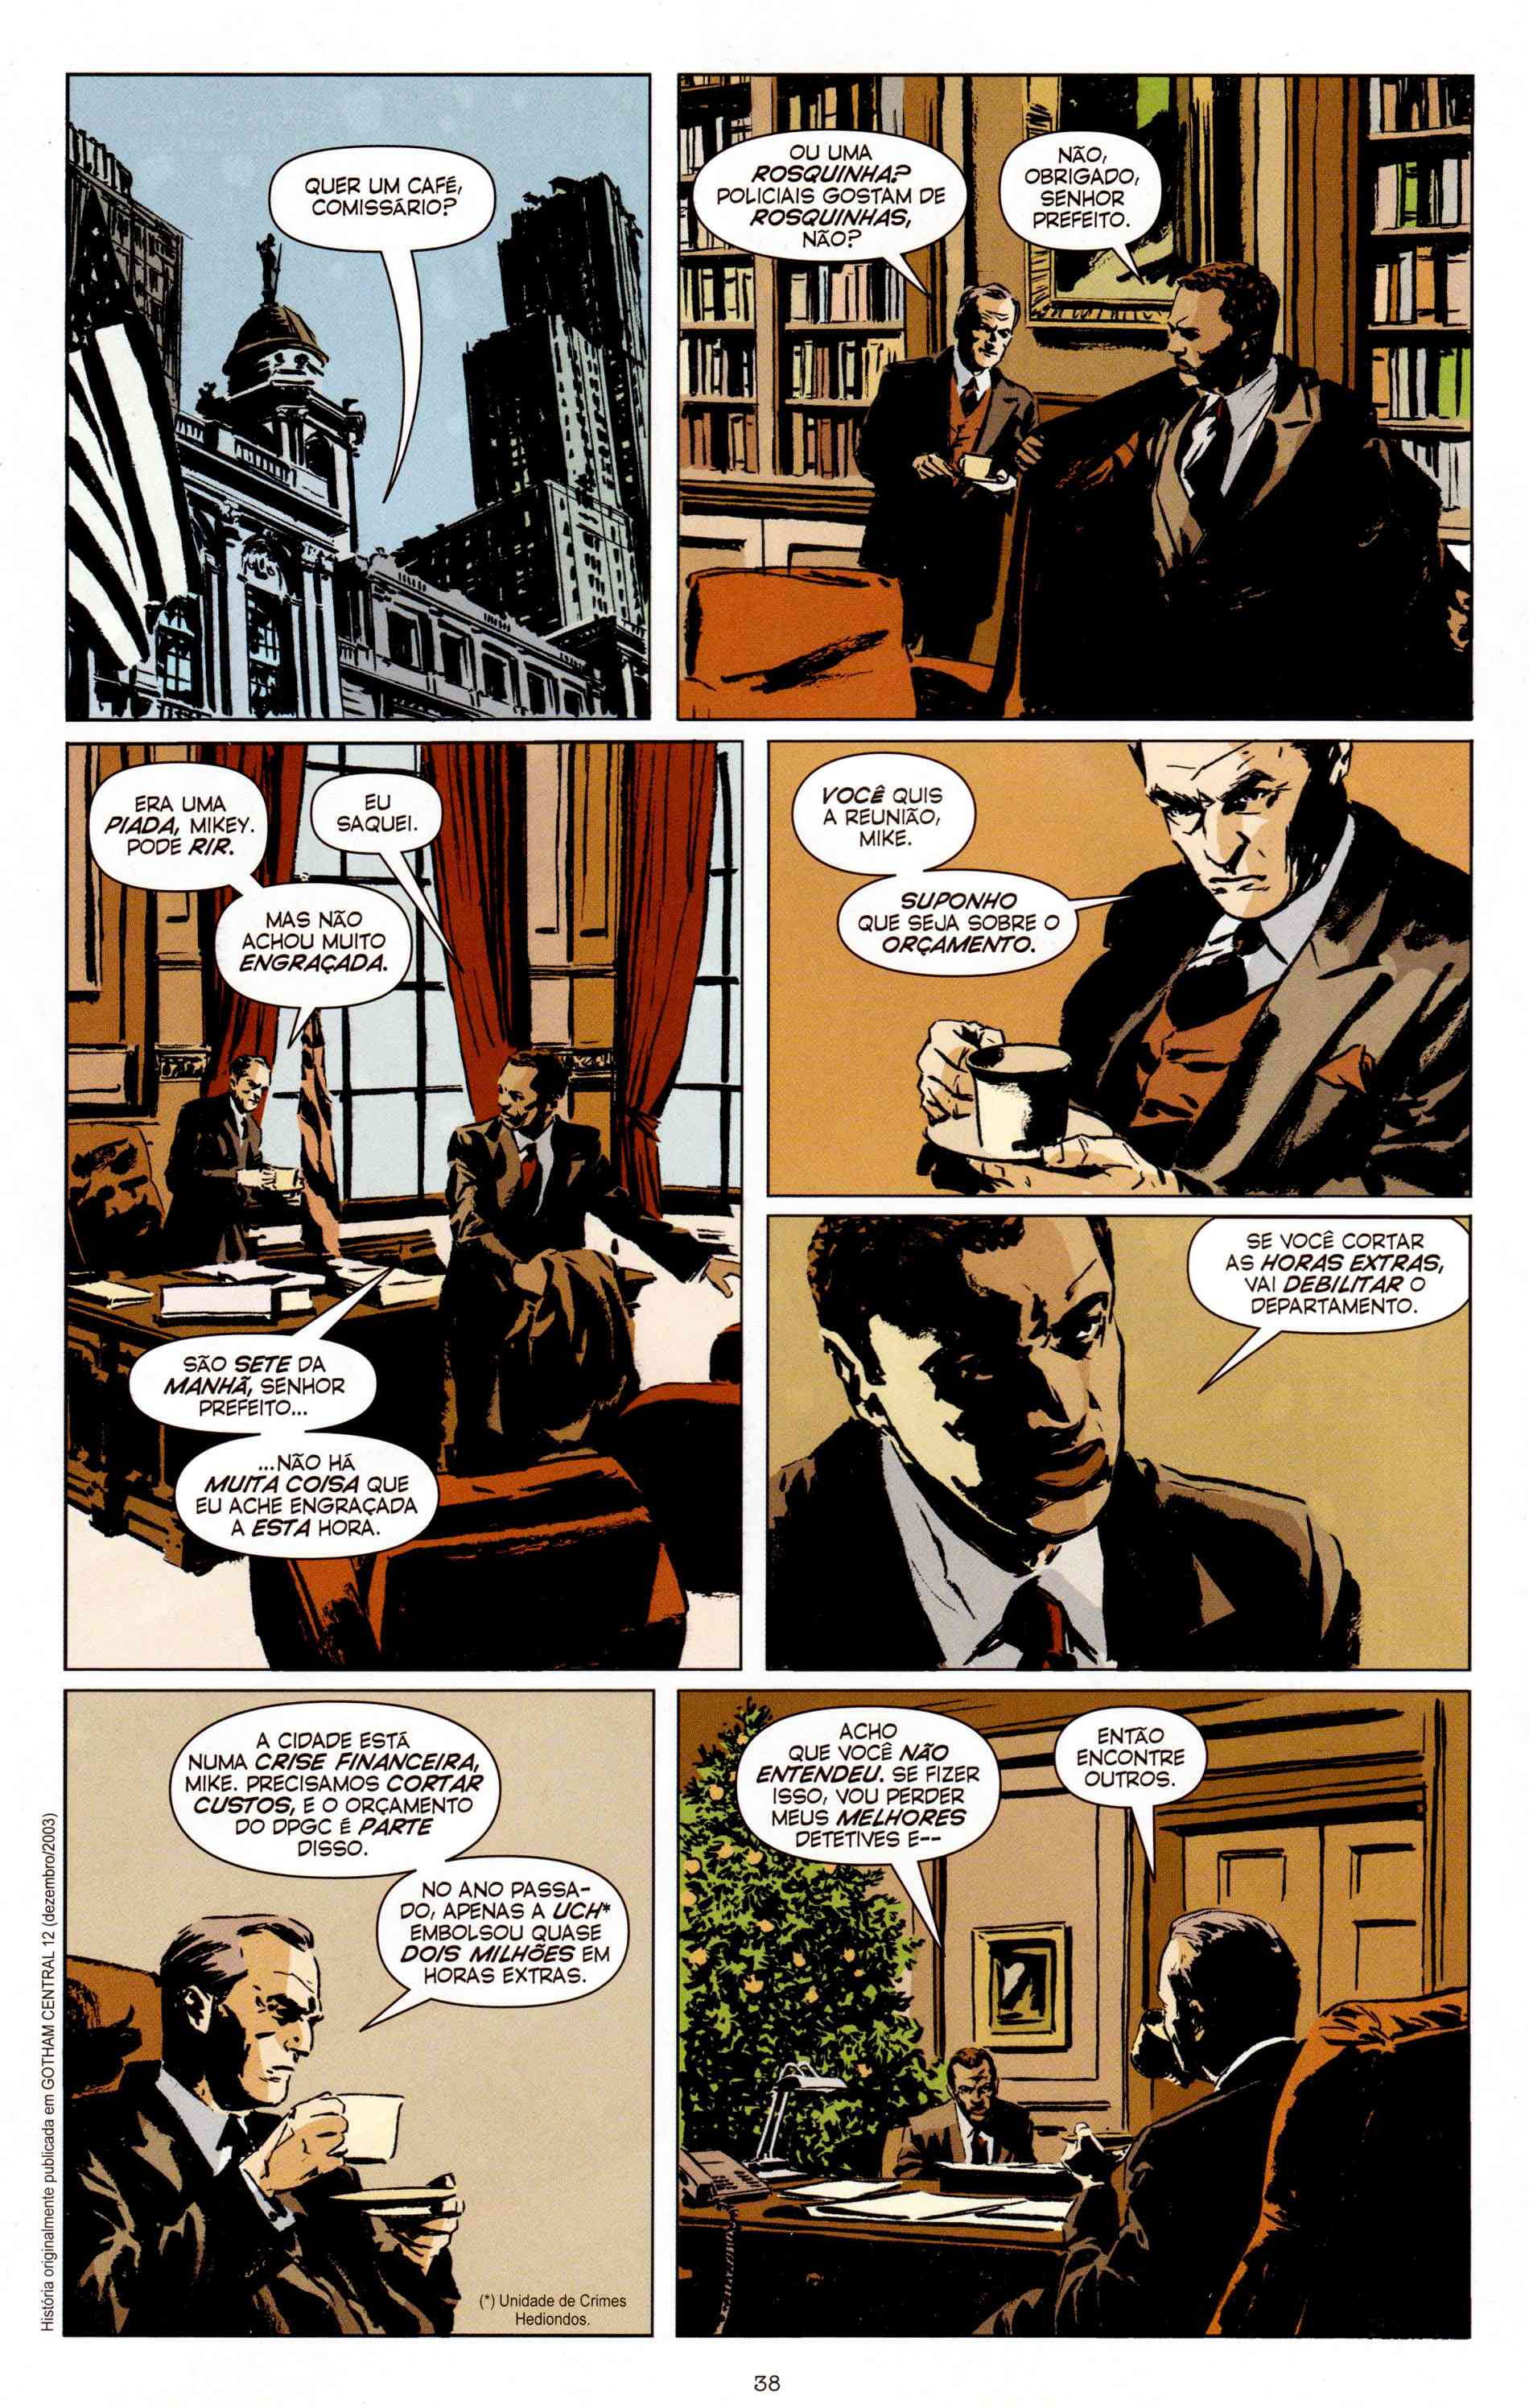 QUER UM CAFÉ,
COMISSÁRIO?
OU UMA
ROSQUINHA?
POLICIAIS GOSTAM DE
ROSQUINHAS,
NÃO?
NÃO,
OBRIGADO,
SENHOR
PREFEITO.
ERA UMA
PIADA, MIKEY.
PODE RIR.
EU
SAQUEI.
MAS NÃO
ACHOU MUITO
ENGRAÇADA.
SÃO SETE DA
MANHÃ, SENHOR
PREFEITO...
...NÃO HÁ
MUITA COISA QUE
EU ACHE ENGRAÇADA
A ESTA HORA.
VOCÊ QUIS
A REUNIÃO,
MIKE.
SUPONHO
QUE SEJA SOBRE O
ORÇAMENTO.
SE VOCÊ CORTAR
AS HORAS EXTRAS,
VAI DEBILITAR O
DEPARTAMENTO.
A CIDADE ESTÁ
NUMA CRISE FINANCEIRA,
MIKE. PRECISAMOS CORTAR
CUSTOS, E O ORÇAMENTO
DO DPGC É PARTE
DISSO.
NO ANO PASSA-
DO, APENAS A UCH*
EMBOLSOU QUASE
DOIS MILHÕES EM
HORAS EXTRAS.
(*) Unidade de Crimes
Hediondos.
ACHO
QUE VOCÊ NÃO
ENTENDEU. SE FIZER
ISSO, VOU PERDER
MEUS MELHORES
DETETIVES E--
ENTÃO
ENCONTRE
OUTROS.
História originalmente publicada em GOTHAM CENTRAL 12 (dezembro/2003)
38